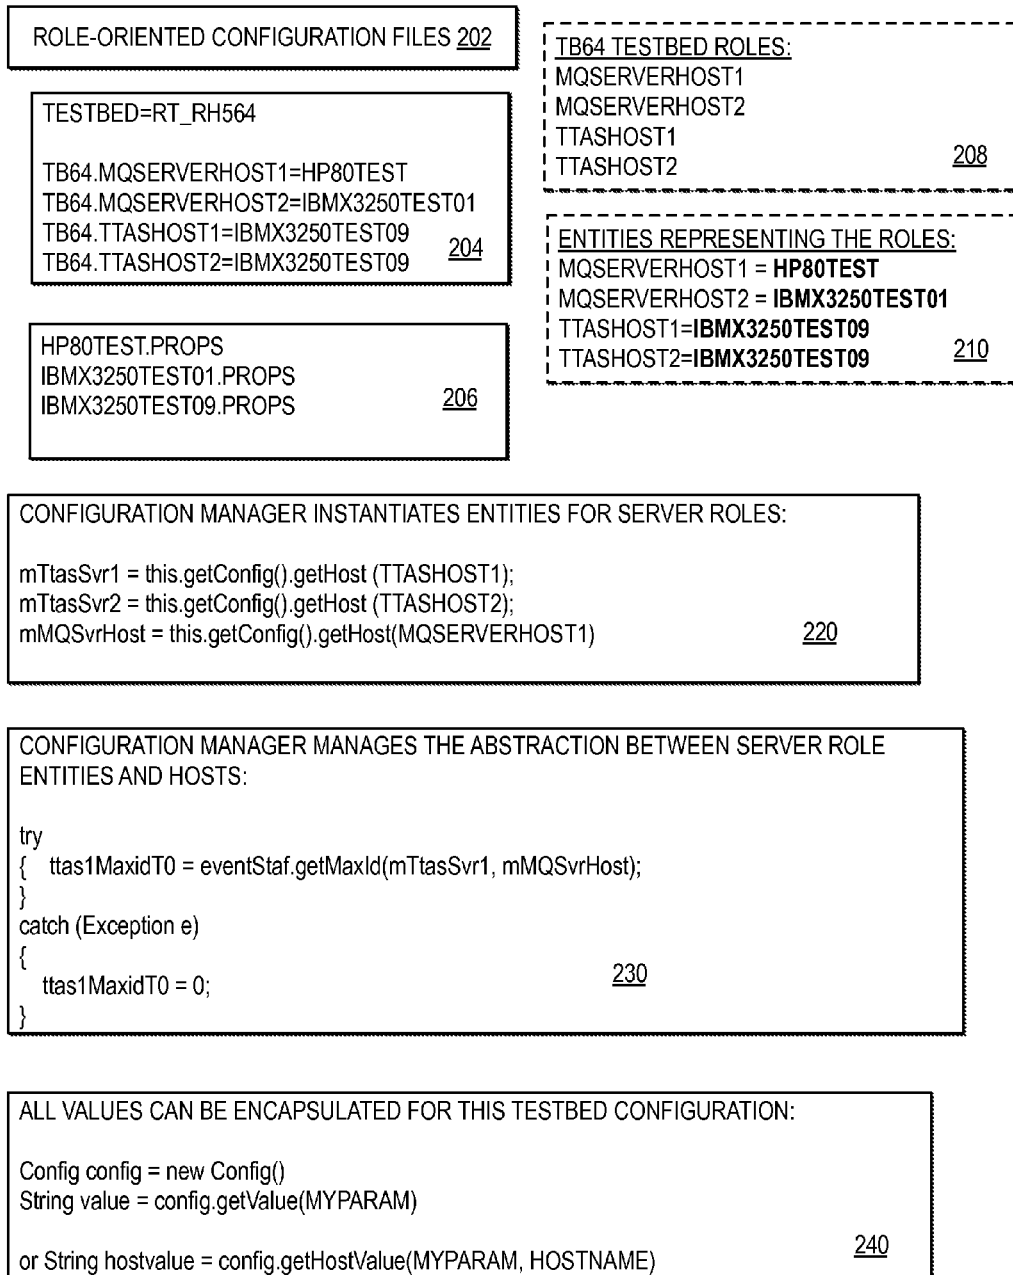 ROLE-ORIENTED CONFIGURATION FILES 202
TESTBED=RT_RH564
TB64.MQSERVERHOST1=HP80TEST
TB64.MQSERVERHOST2=IBMX3250TEST01
TB64.TTASHOST1=IBMX3250TEST09
TB64.TTASHOST2=IBMX3250TEST09
204
HP80TEST.PROPS
IBMX3250TEST01.PROPS
IBMX3250TEST09.PROPS
206
TB64 TESTBED ROLES:
MQSERVERHOST1
MQSERVERHOST2
TTASHOST1
TTASHOST2
208
ENTITIES REPRESENTING THE ROLES:
MQSERVERHOST1 = HP80TEST
MQSERVERHOST2 = IBMX3250TEST01
TTASHOST1=IBMX3250TEST09
TTASHOST2=IBMX3250TEST09
210
CONFIGURATION MANAGER INSTANTIATES ENTITIES FOR SERVER ROLES:
mTtasSvr1 = this.getConfig().getHost (TTASHOST1);
mTtasSvr2 = this.getConfig().getHost (TTASHOST2);
mMQSvrHost = this.getConfig().getHost(MQSERVERHOST1)
220
CONFIGURATION MANAGER MANAGES THE ABSTRACTION BETWEEN SERVER ROLE
ENTITIES AND HOSTS:
try
{ ttas1MaxidT0 = eventStaf.getMaxId(mTtasSvr1, mMQSvrHost);
}
catch (Exception e)
{
ttas1MaxidT0 = 0;
}
230
ALL VALUES CAN BE ENCAPSULATED FOR THIS TESTBED CONFIGURATION:
Config config = new Config()
String value = config.getValue(MYPARAM)
or String hostvalue = config.getHostValue(MYPARAM, HOSTNAME)
240